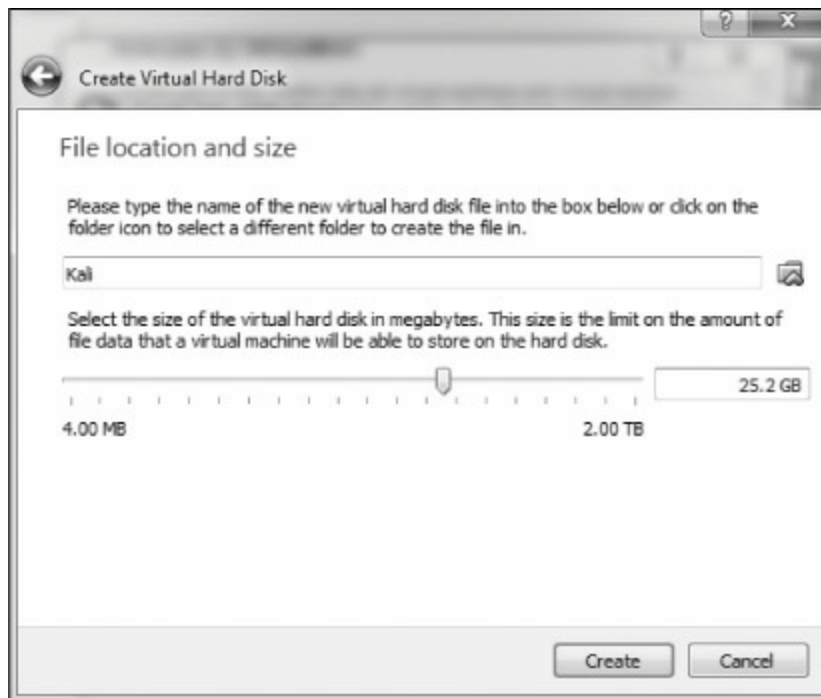 Create Virtual Hard Disk
File location and size
Please type the name of the new virtual hard disk file into the box below or click on the
folder icon to select a different folder to create the file in.
Kali
Select the size of the virtual hard disk in megabytes. This size is the limit on the amount of
file data that a virtual machine will be able to store on the hard disk.
25.2 GB
4.00 MB
2.00 TB
Create
Cancel